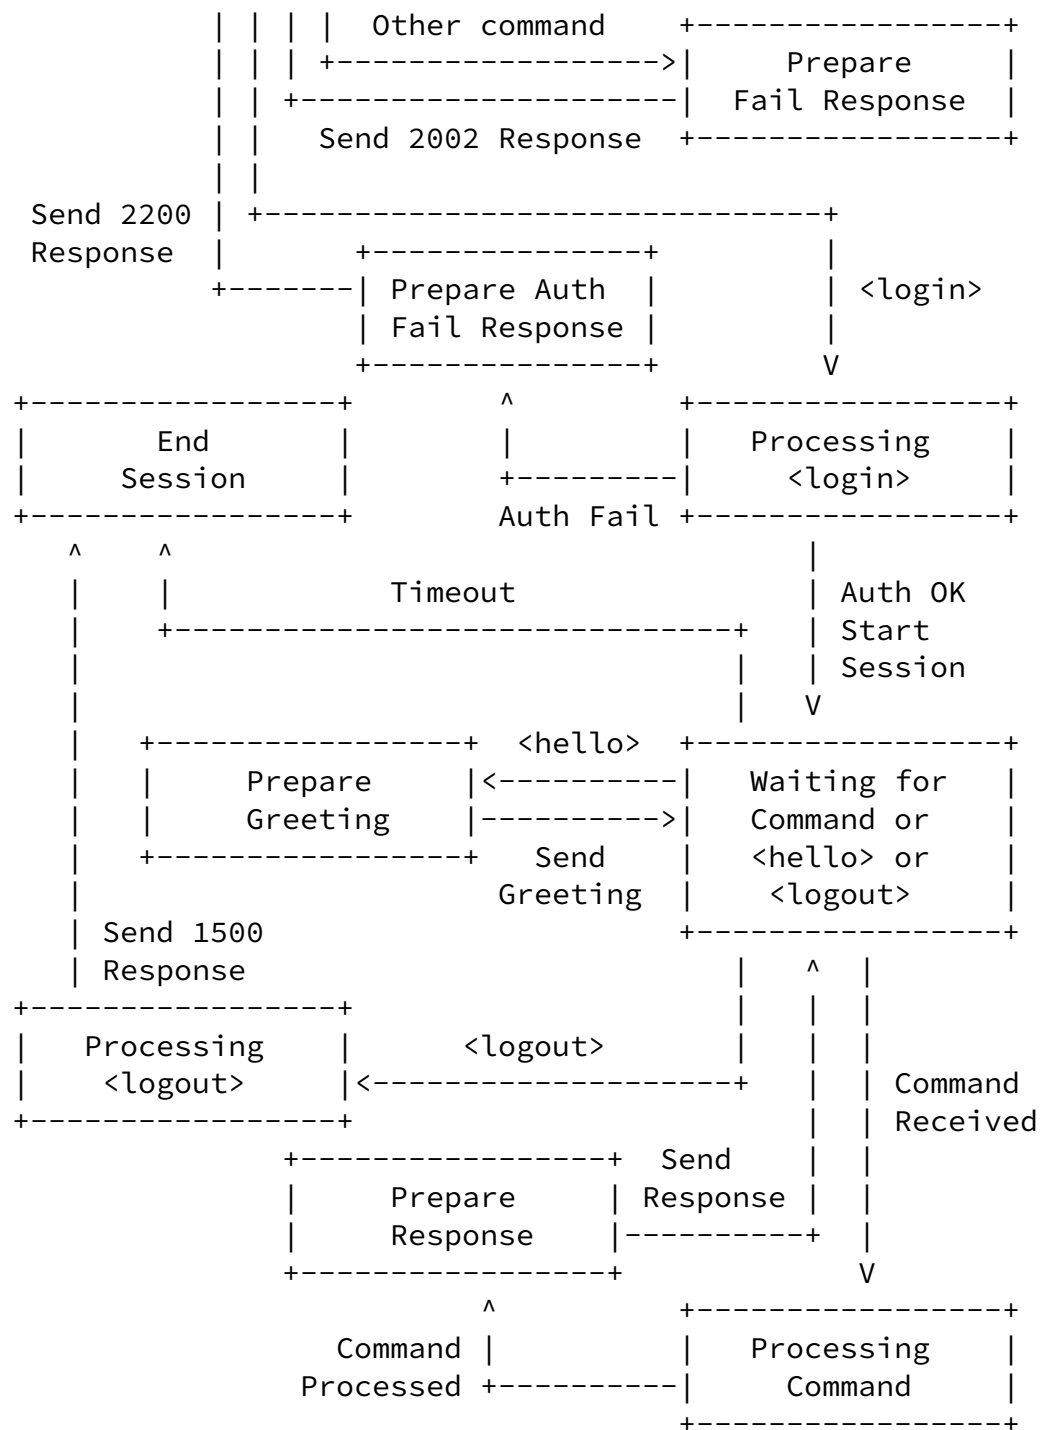 Other command
Prepare
Fail Response
Send 2002 Response
Send 2200
Response
Prepare Auth
Fail Response
<login>
End
Session
Processing
<login>
Auth Fail
Timeout
Auth OK
Start
Session
<hello>
Prepare
Greeting
Send
Greeting
Waiting for
Command or
<hello> or
<logout>
Send 1500
Response
Processing
<logout>
<logout>
Command
Received
Send
Response
Prepare
Response
Command
Processed
Processing
Command